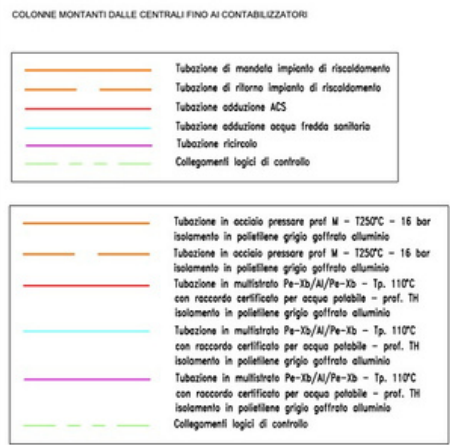 COLONNE MONTANTI DALLE CENTRALI FINO AI CONTABILIZZATORI
Tubazione di mandata impianto di riscaldamento
Tubazione di ritorno impianto di riscaldamento
Tubazione adduzione ACS
Tubazione adduzione acqua fredda sanitaria
Tubazione ricircolo
Collegamenti logici di controllo
Tubazione in acciaio pressare prof M - T250°C - 16 bar
isolamento in polietilene grigio goffrato alluminio
Tubazione in acciaio pressare prof M - T250°C - 16 bar
isolamento in polietilene grigio goffrato alluminio
Tubazione in multistrato Pe-Xb/Al/Pe-Xb - Tp. 110°C
con raccordo certificato per acqua potabile - prof. TH
isolamento in polietilene grigio goffrato alluminio
Tubazione in multistrato Pe-Xb/Al/Pe-Xb - Tp. 110°C
con raccordo certificato per acqua potabile - prof. TH
isolamento in polietilene grigio goffrato alluminio
Tubazione in multistrato Pe-Xb/Al/Pe-Xb - Tp. 110°C
con raccordo certificato per acqua potabile - prof. TH
isolamento in polietilene grigio goffrato alluminio
Collegamenti logici di controllo